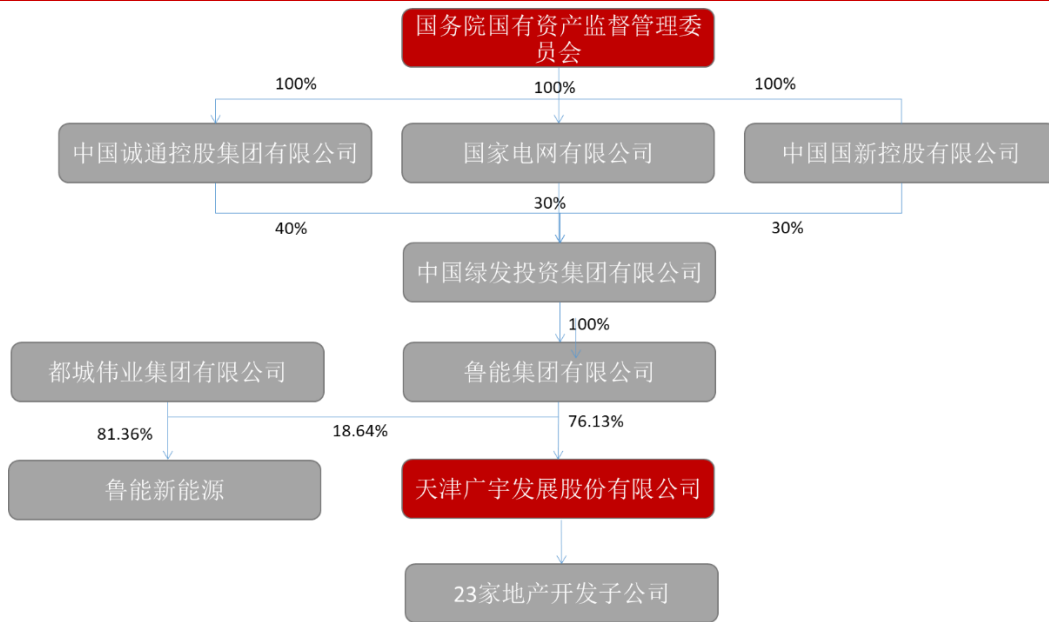 国务院国有资产监督管理委
员会
100%
100%
100%
中国诚通控股集团有限公司
国家电网有限公司
中国国新控股有限公司
40%
30%
30%
中国绿发投资集团有限公司
100%
都城伟业集团有限公司
鲁能集团有限公司
81.36%
18.64%
76.13%
鲁能新能源
天津广宇发展股份有限公司
23家地产开发子公司